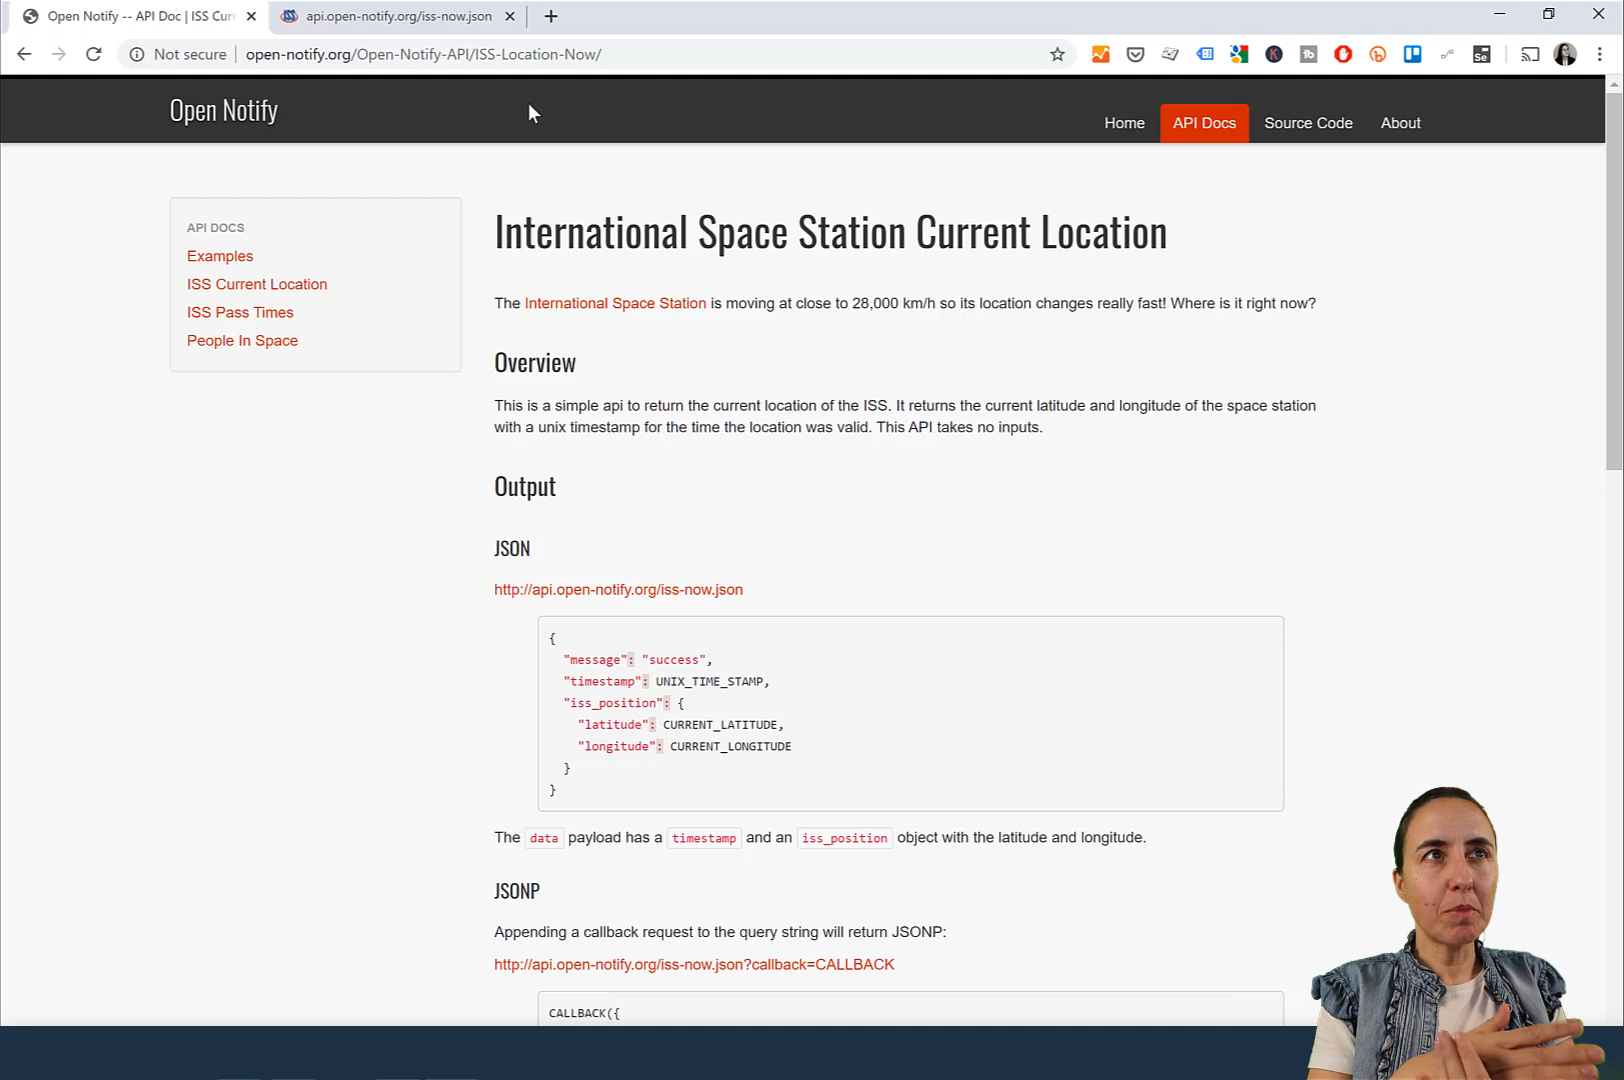 Open Notify -- API Doc | ISS Curr
api.open-notify.org/iss-now.json
Not secure
open-notify.org/Open-Notify-API/ISS-Location-Now/
Open Notify
Home
API Docs
Source Code
About
API DOCS
Examples
ISS Current Location
ISS Pass Times
People In Space
International Space Station Current Location
The International Space Station is moving at close to 28,000 km/h so its location changes really fast! Where is it right now?
Overview
This is a simple api to return the current location of the ISS. It returns the current latitude and longitude of the space station
with a unix timestamp for the time the location was valid. This API takes no inputs.
Output
JSON
http://api.open-notify.org/iss-now.json
{
"message": "success",
"timestamp": UNIX_TIME_STAMP,
"iss_position": {
"latitude": CURRENT_LATITUDE,
"longitude": CURRENT_LONGITUDE
}
}
The data payload has a timestamp and an iss_position object with the latitude and longitude.
JSONP
Appending a callback request to the query string will return JSONP:
http://api.open-notify.org/iss-now.json?callback=CALLBACK
CALLBACK({